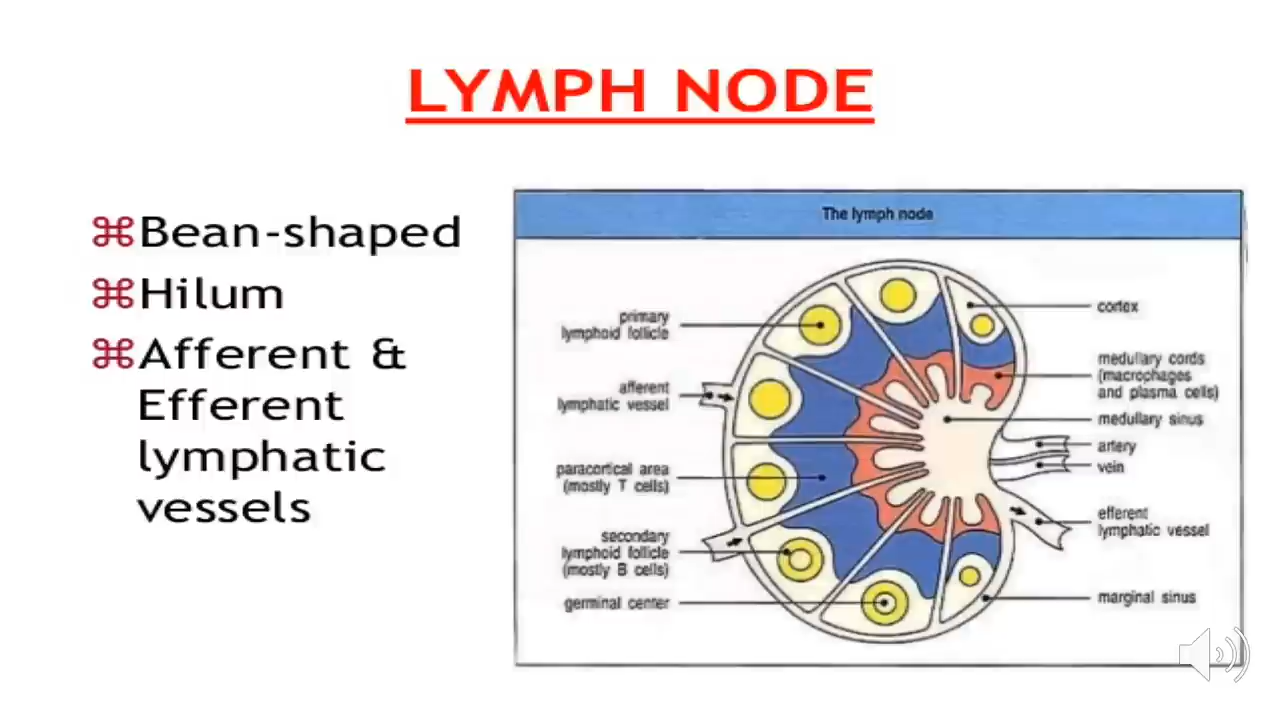 LYMPH NODE
⌘Bean-shaped
⌘Hilum
⌘Afferent &
Efferent
lymphatic
vessels
The lymph node
primary
lymphoid follicle
afferent
lymphatic vessel
paracortical area
(mostly T cells)
secondary
lymphoid follicle
(mostly B cells)
germinal center
cortex
medullary cords
(macrophages
and plasma cells)
medullary sinus
artery
vein
efferent
lymphatic vessel
marginal sinus